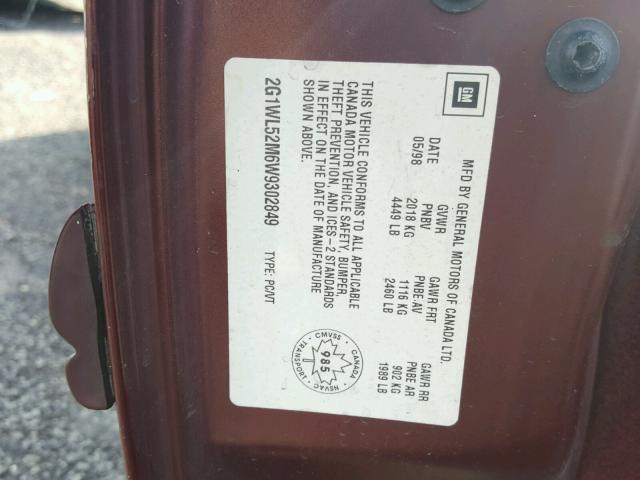 GM
MFD BY GENERAL MOTORS OF CANADA LTD.
DATE GVWR GAWR FRT GAWR RR
05/98 PNBV PNBE AV PNBE AR
2018 KG 1116 KG 902 KG
4449 LB 2460 LB 1989 LB
THIS VEHICLE CONFORMS TO ALL APPLICABLE
CANADA MOTOR VEHICLE SAFETY, BUMPER,
THEFT PREVENTION, AND ICES-2 STANDARDS
IN EFFECT ON THE DATE OF MANUFACTURE
SHOWN ABOVE.
CMVSS
CANADA
985
TRANSPORT
NSVAC
2G1WL52M6W9302849 TYPE: PC/VT